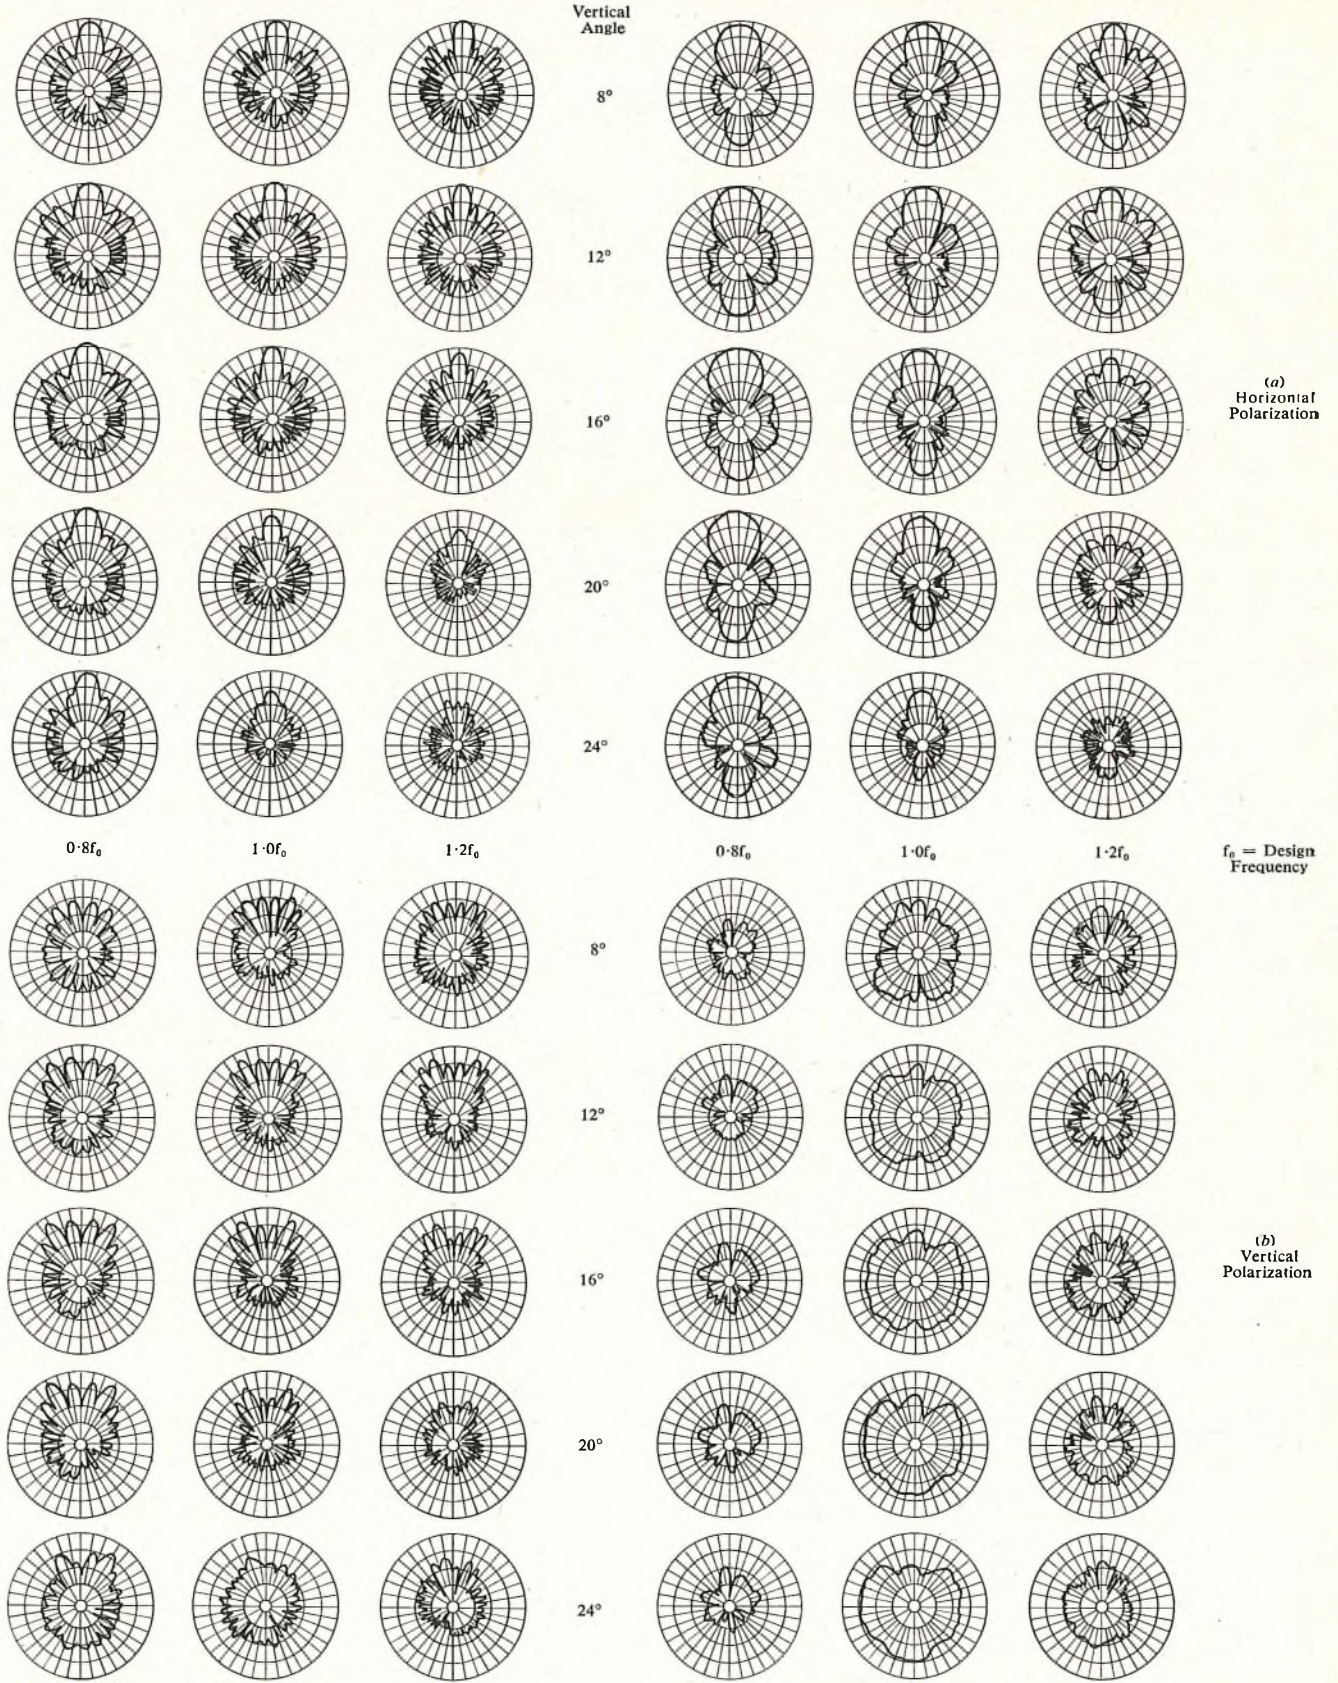 Vertical
Angle
8°
12°
16°
(a)
Horizontal
Polarization
20°
24°
0·8f₀ 1·0f₀ 1·2f₀ 0·8f₀ 1·0f₀ 1·2f₀ f₀ = Design
Frequency
8°
12°
16°
(b)
Vertical
Polarization
20°
24°